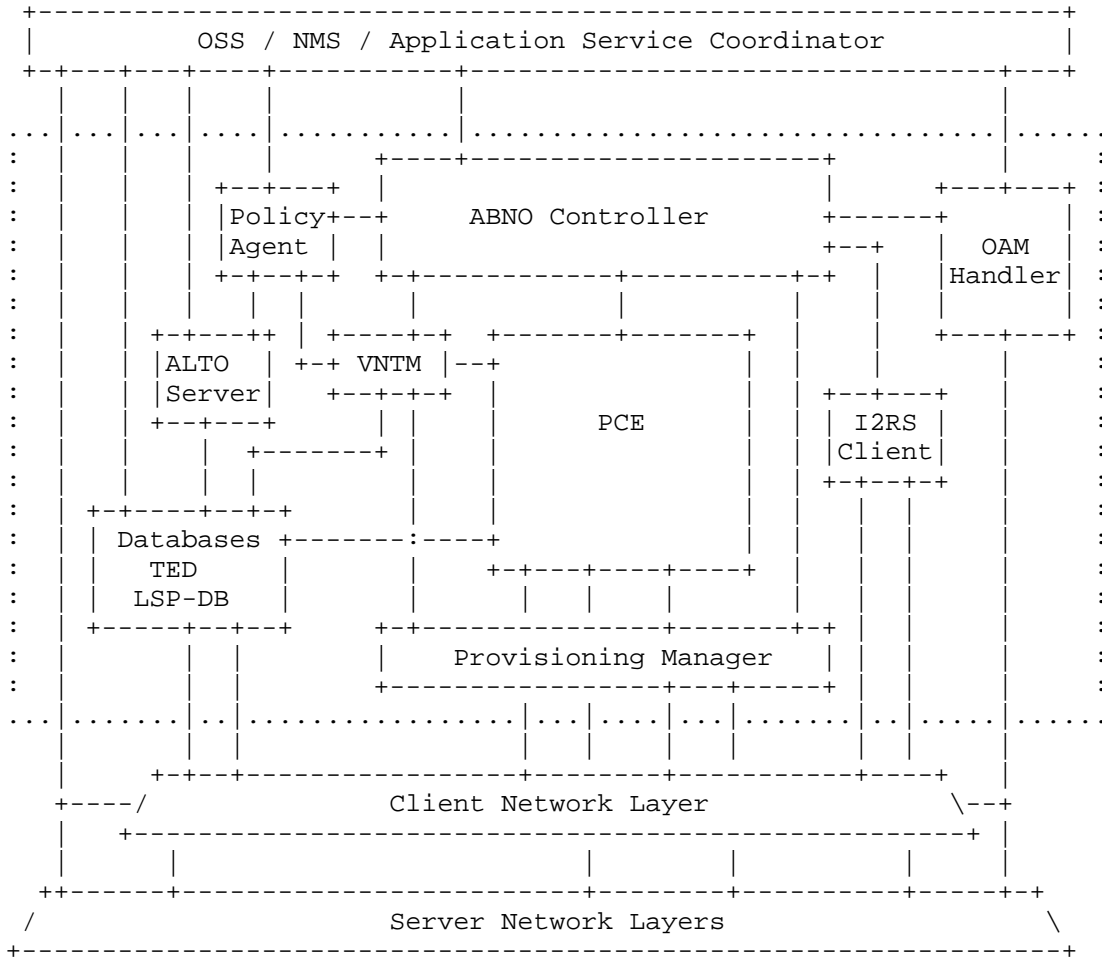 OSS / NMS / Application Service Coordinator
Policy
Agent
ABNO Controller
OAM
Handler
ALTO
Server
VNTM
PCE
I2RS
Client
Databases
TED
LSP-DB
Provisioning Manager
Client Network Layer
Server Network Layers